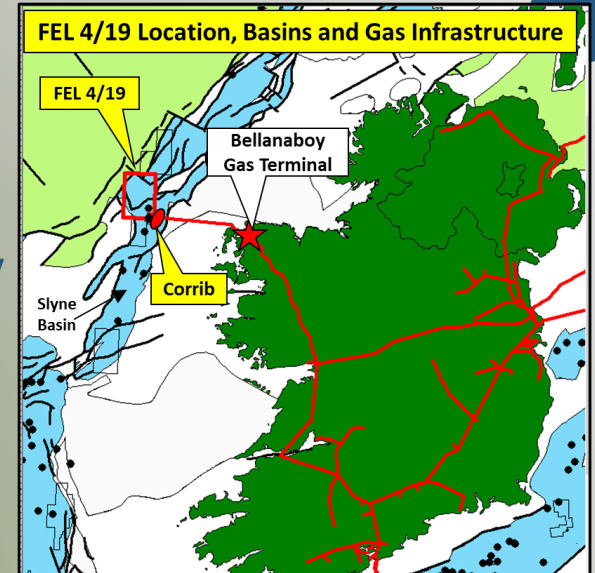 FEL 4/19 Location, Basins and Gas Infrastructure
FEL 4/19
Bellanaboy
Gas Terminal
Corrib
Slyne
Basin